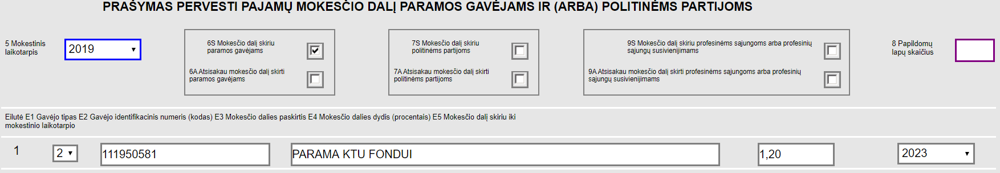 PRAŠYMAS PERVESTI PAJAMŲ MOKESČIO DALĮ PARAMOS GAVĖJAMS IR (ARBA) POLITINĖMS PARTIJOMS
5 Mokestinis
laikotarpis
2019
6S Mokesčio dalį skiriu
paramos gavėjams
6A Atsisakau mokesčio dalį skirti
paramos gavėjams
7S Mokesčio dalį skiriu
politinėms partijoms
7A Atsisakau mokesčio dalį skirti
politinėms partijoms
9S Mokesčio dalį skiriu profesinėms sąjungoms arba profesinių
sąjungų susivienijimams
9A Atsisakau mokesčio dalį skirti profesinėms sąjungoms arba profesinių
sąjungų susivienijimams
8 Papildomų
lapų skaičius
Eilutė E1 Gavėjo tipas E2 Gavėjo identifikacinis numeris (kodas) E3 Mokesčio dalies paskirtis E4 Mokesčio dalies dydis (procentais) E5 Mokesčio dalį skiriu iki
mokestinio laikotarpio
1 2 111950581 PARAMA KTU FONDUI 1,20 2023